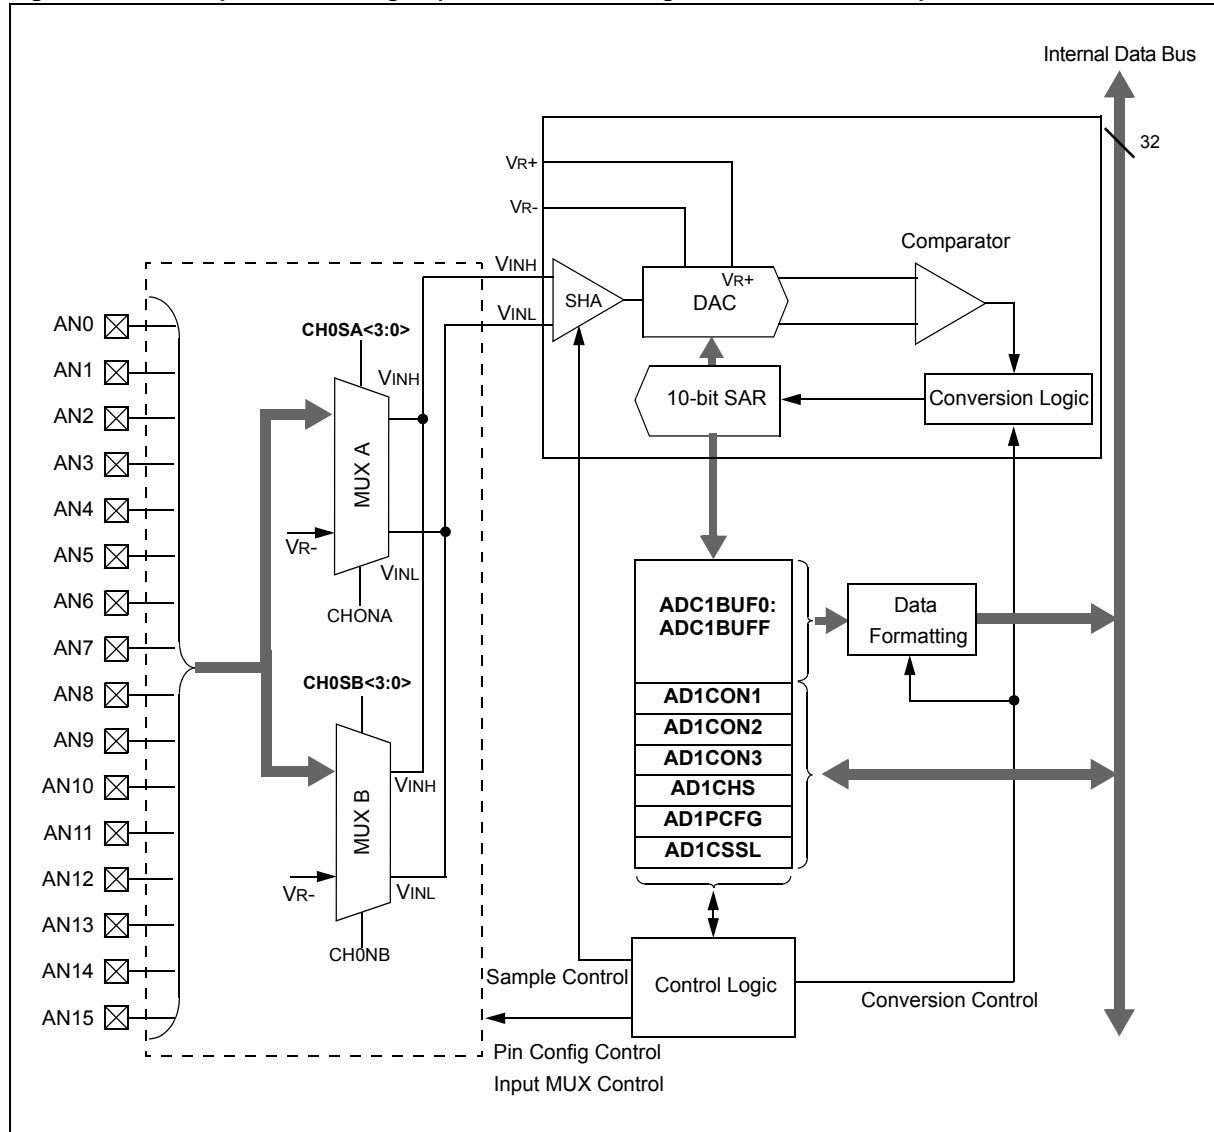 Internal Data Bus
32
VR+
VR-
Comparator
VINH
VR+
SHA
DAC
VINL
AN0
CH0SA<3:0>
AN1
VINH
10-bit SAR
Conversion Logic
AN2
AN3
MUX A
AN4
AN5
VR-
VINL
AN6
CHONA
ADC1BUF0:
ADC1BUFF
Data
Formatting
AN7
CH0SB<3:0>
AN8
AD1CON1
AN9
AD1CON2
AD1CON3
AN10
VINH
AD1CHS
AN11
MUX B
AD1PCFG
AD1CSSL
AN12
VR-
VINL
AN13
CH0NB
AN14
Sample Control
Control Logic
Conversion Control
AN15
Pin Config Control
Input MUX Control